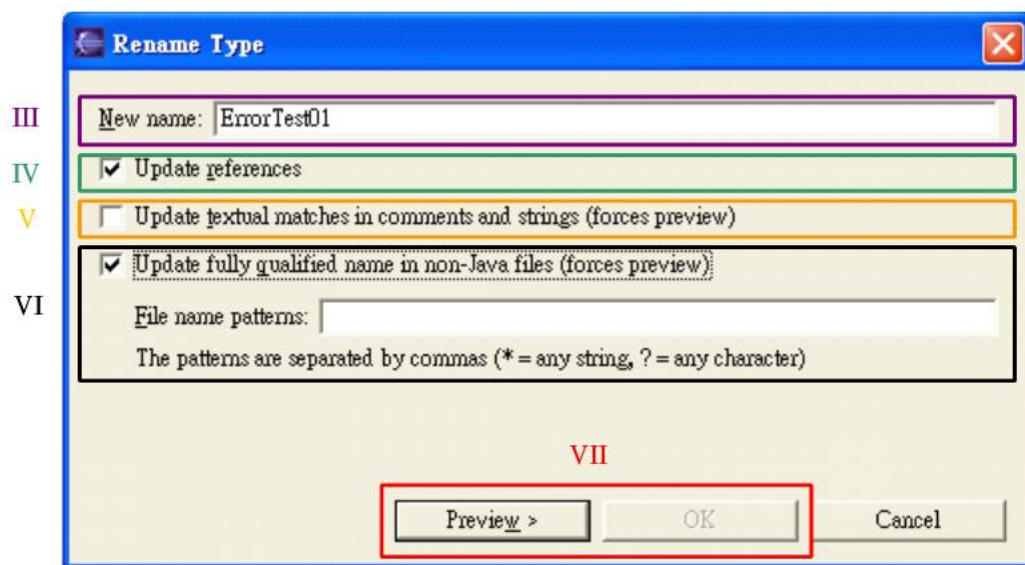 Rename Type
III
New name: ErrorTest01
IV
Update references
V
Update textual matches in comments and strings (forces preview)
Update fully qualified name in non-Java files (forces preview)
VI
File name patterns:
The patterns are separated by commas (* = any string, ? = any character)
VII
Preview >
OK
Cancel